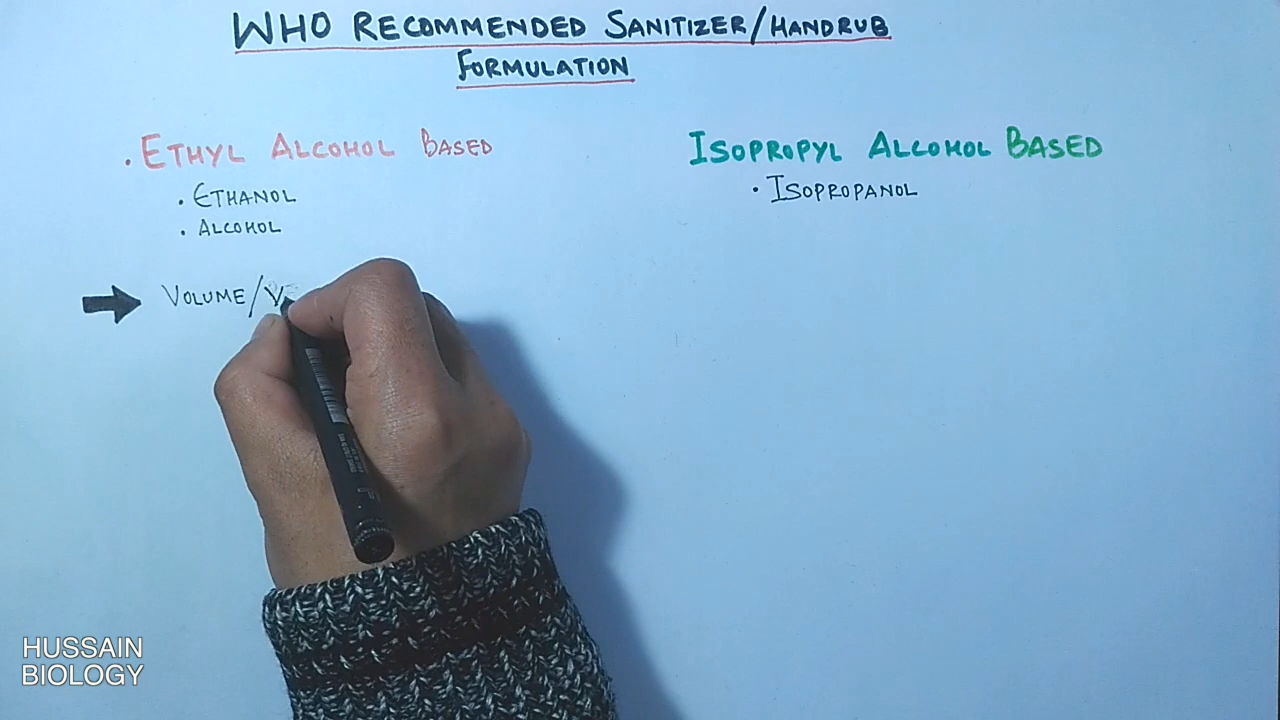 WHO RECOMMENDED SANITIZER/HANDRUB
FORMULATION
• ETHYL ALCOHOL BASED
• ETHANOL
• ALCOHOL
VOLUME/V
ISOPROPYL ALCOHOL BASED
• ISOPROPANOL
HUSSAIN
BIOLOGY